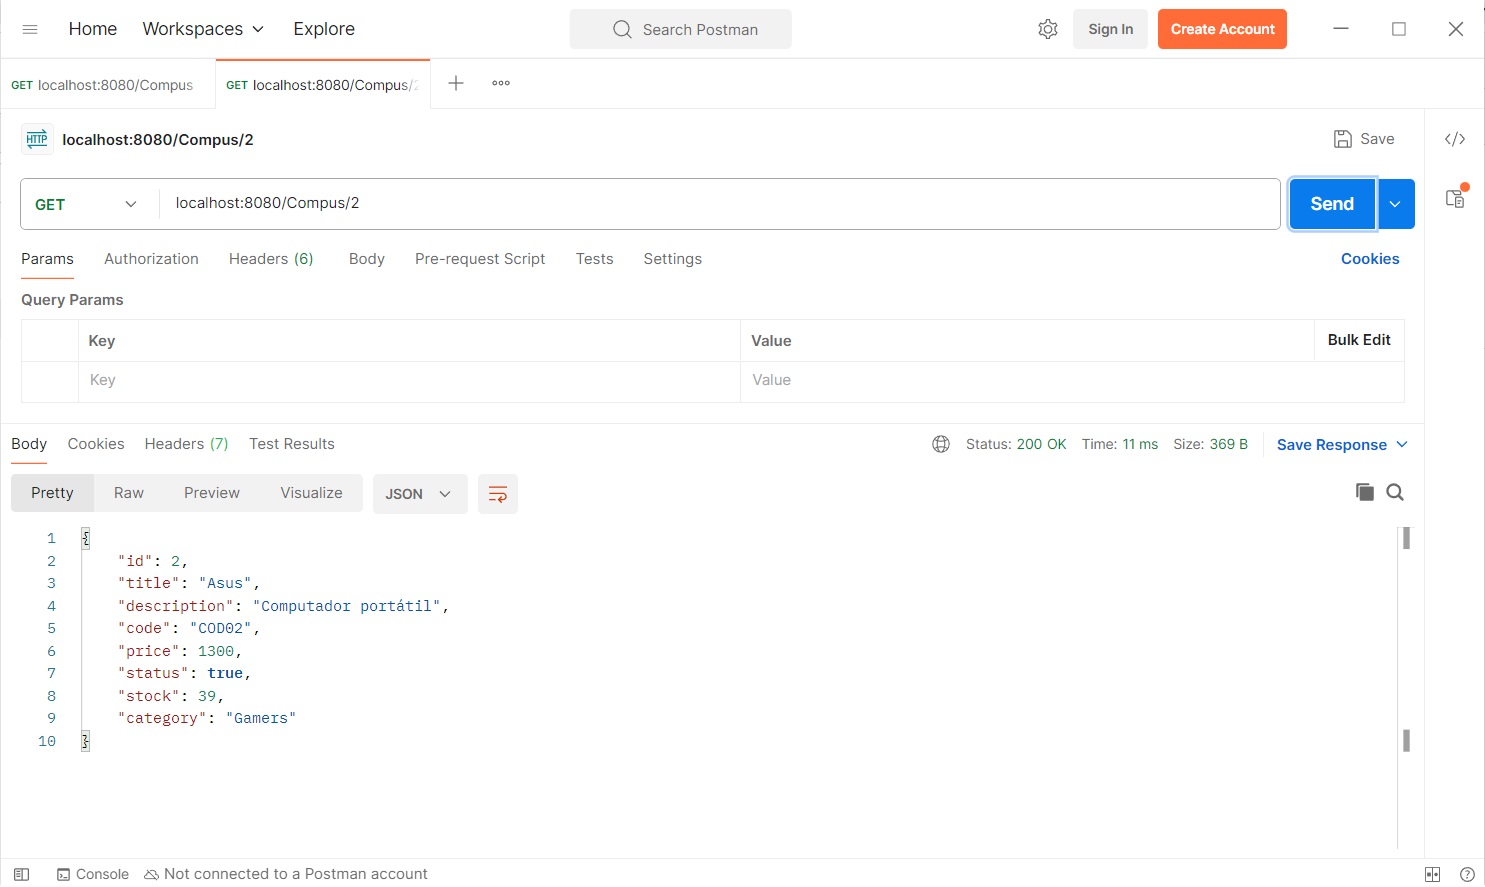 Home Workspaces Explore Search Postman Sign In Create Account
GET localhost:8080/Compus GET localhost:8080/Compus/2
HTTP localhost:8080/Compus/2 Save
GET localhost:8080/Compus/2 Send
Params Authorization Headers (6) Body Pre-request Script Tests Settings Cookies
Query Params
Key Value Bulk Edit
Key Value
Body Cookies Headers (7) Test Results Status: 200 OK Time: 11 ms Size: 369 B Save Response
Pretty Raw Preview Visualize JSON
1 {
2 "id": 2,
3 "title": "Asus",
4 "description": "Computador portátil",
5 "code": "COD02",
6 "price": 1300,
7 "status": true,
8 "stock": 39,
9 "category": "Gamers"
10 }
Console Not connected to a Postman account